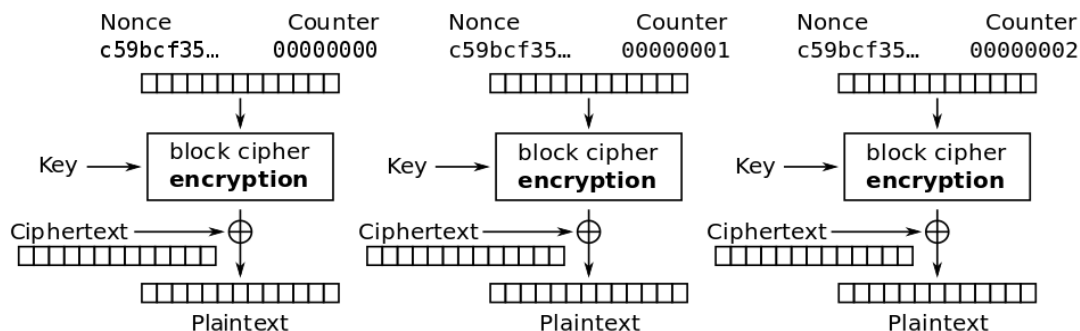 Nonce Counter Nonce Counter Nonce Counter
c59bcf35… 00000000 c59bcf35… 00000001 c59bcf35… 00000002
block cipher block cipher block cipher
Key encryption Key encryption Key encryption
Ciphertext Ciphertext Ciphertext
Plaintext Plaintext Plaintext